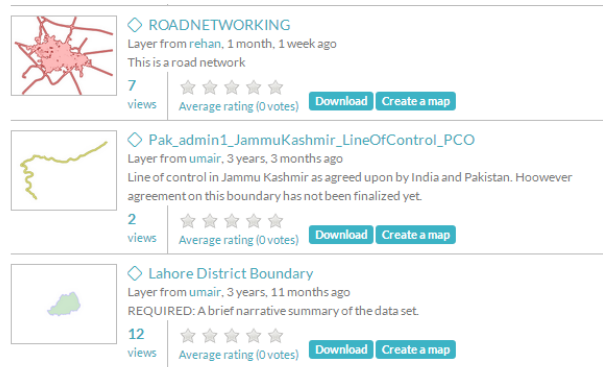 ROADNETWORKING
Layer from rehan, 1 month, 1 week ago
This is a road network
7
views
Average rating (0 votes)
Download Create a map
Pak_admin1_JammuKashmir_LineOfControl_PCO
Layer from umair, 3 years, 3 months ago
Line of control in Jammu Kashmir as agreed upon by India and Pakistan. Hoowever
agreement on this boundary has not been finalized yet.
2
views
Average rating (0 votes)
Download Create a map
Lahore District Boundary
Layer from umair, 3 years, 11 months ago
REQUIRED: A brief narrative summary of the data set.
12
views
Average rating (0 votes)
Download Create a map